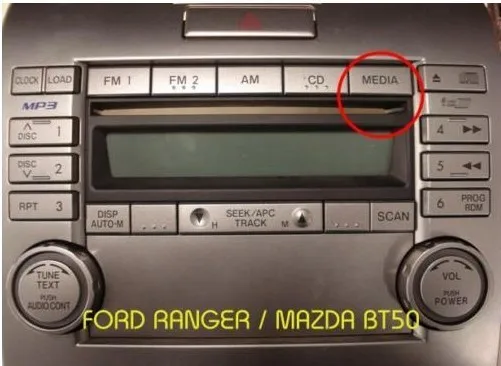 CLOCK LOAD FM 1 FM 2 AM CD MEDIA
MP3
DISC 1 4
DISC 2 5
RPT 3 6 PROG RDM
DISP AUTO·M H SEEK/APC TRACK M SCAN
TUNE TEXT VOL
PUSH AUDIO CONT PUSH POWER
FORD RANGER / MAZDA BT50